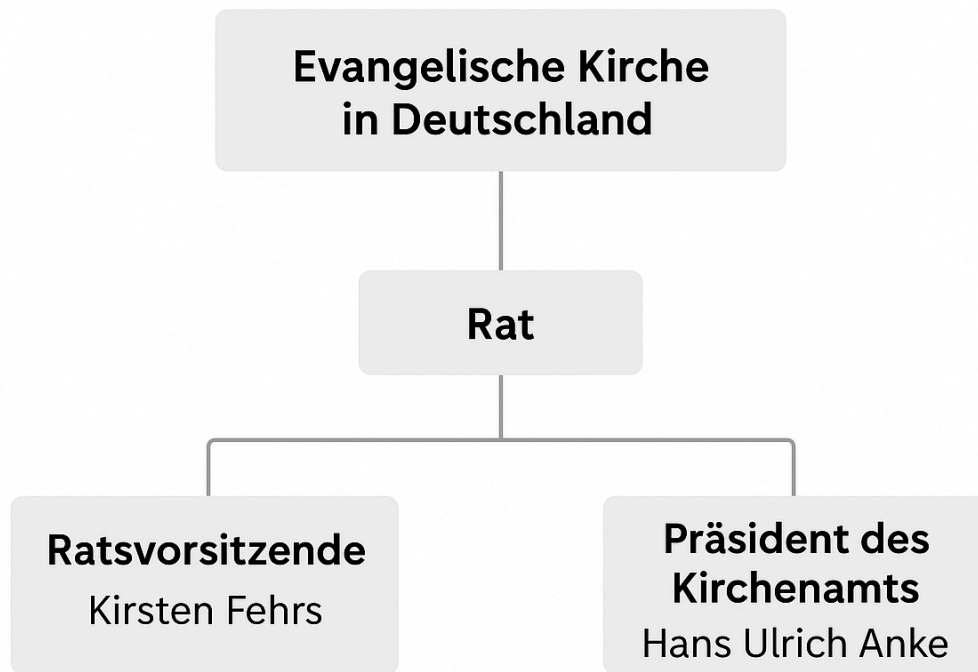 Evangelische Kirche
in Deutschland
Rat
Ratsvorsitzende
Kirsten Fehrs
Präsident des
Kirchenamts
Hans Ulrich Anke